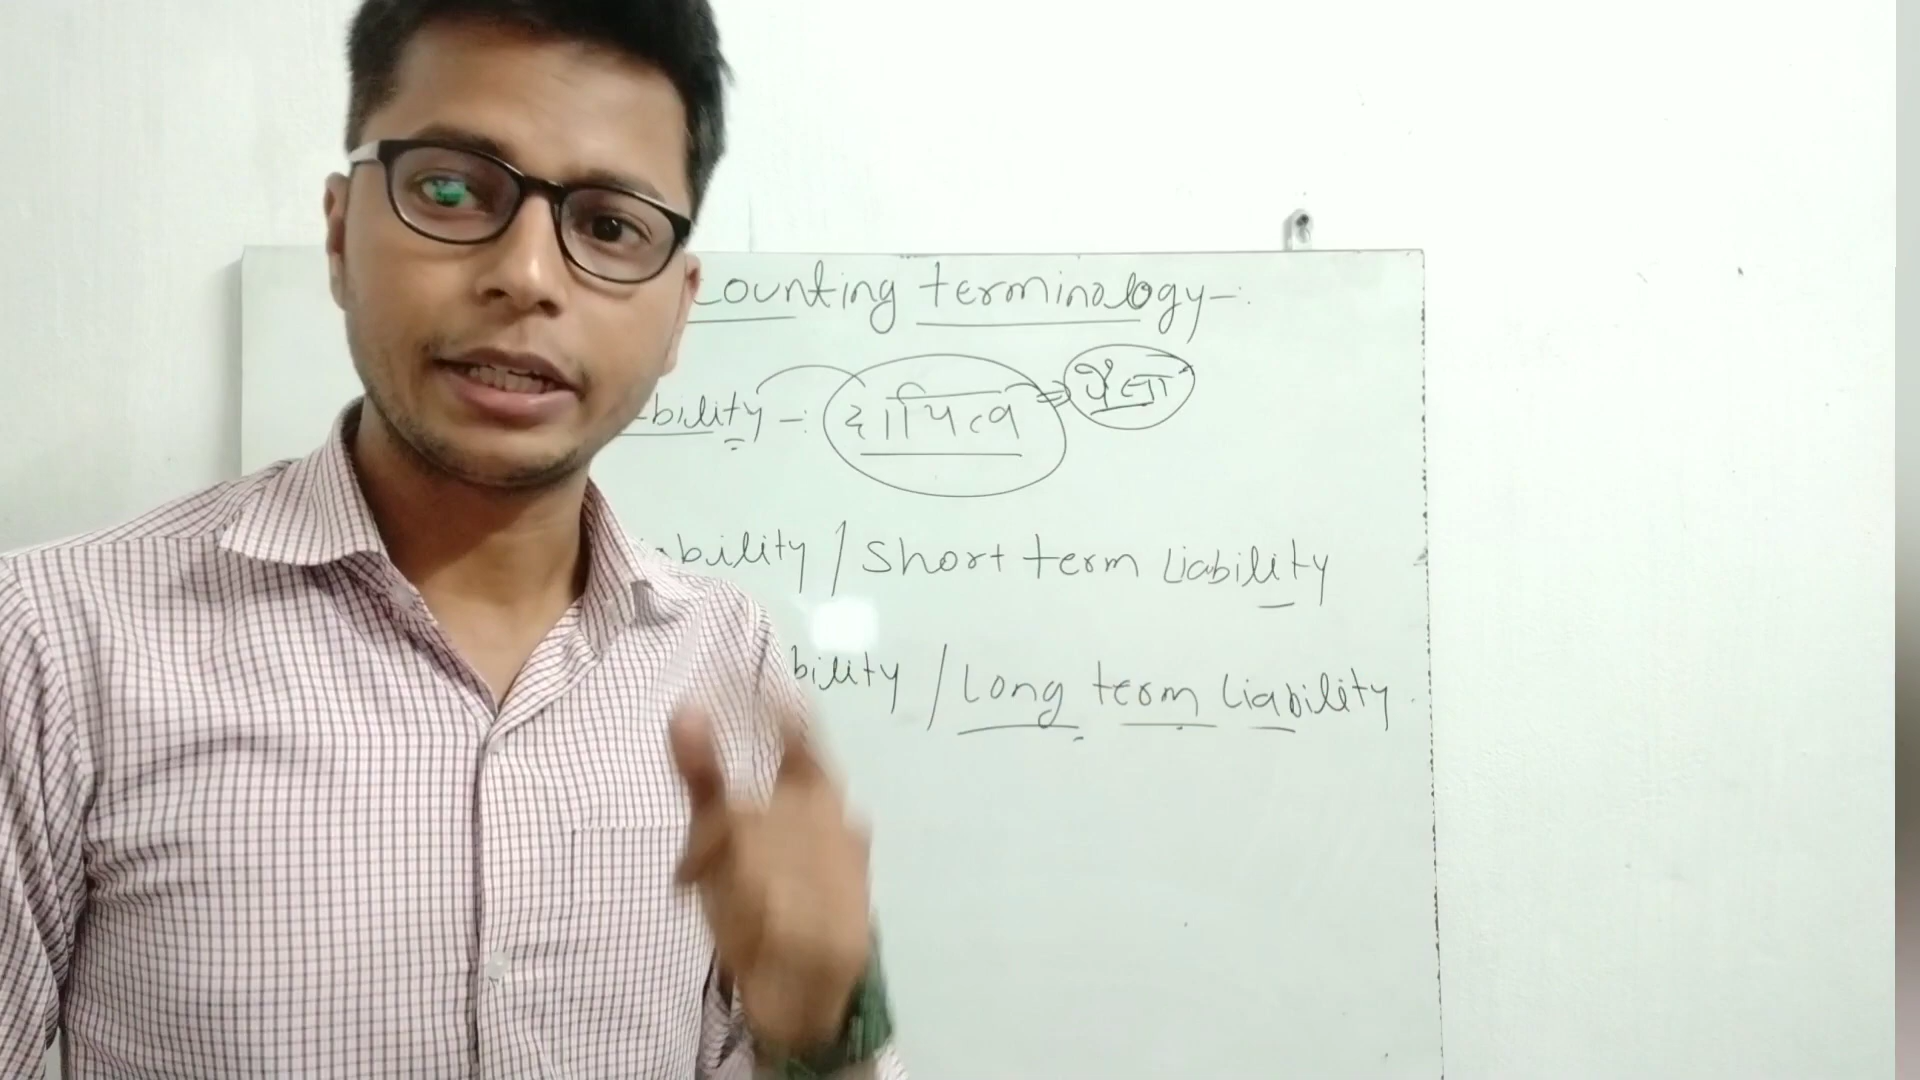 counting terminology-:
bility -: दायित्व ⇒ पैसा
bility / Short term Liability
bility / Long term Liability